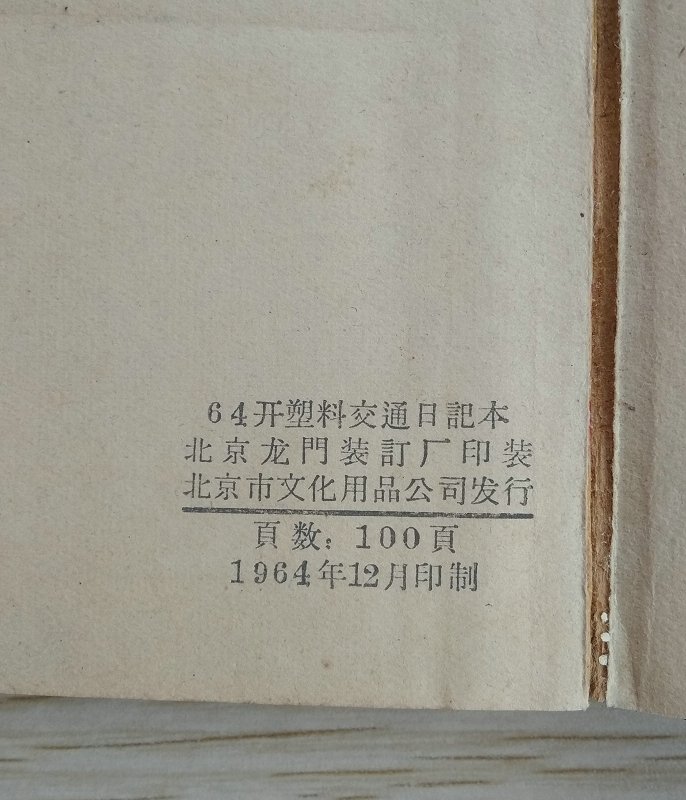 64开塑料交通日記本
北京龙門装訂厂印装
北京市文化用品公司发行
頁数：100頁
1964年12月印制